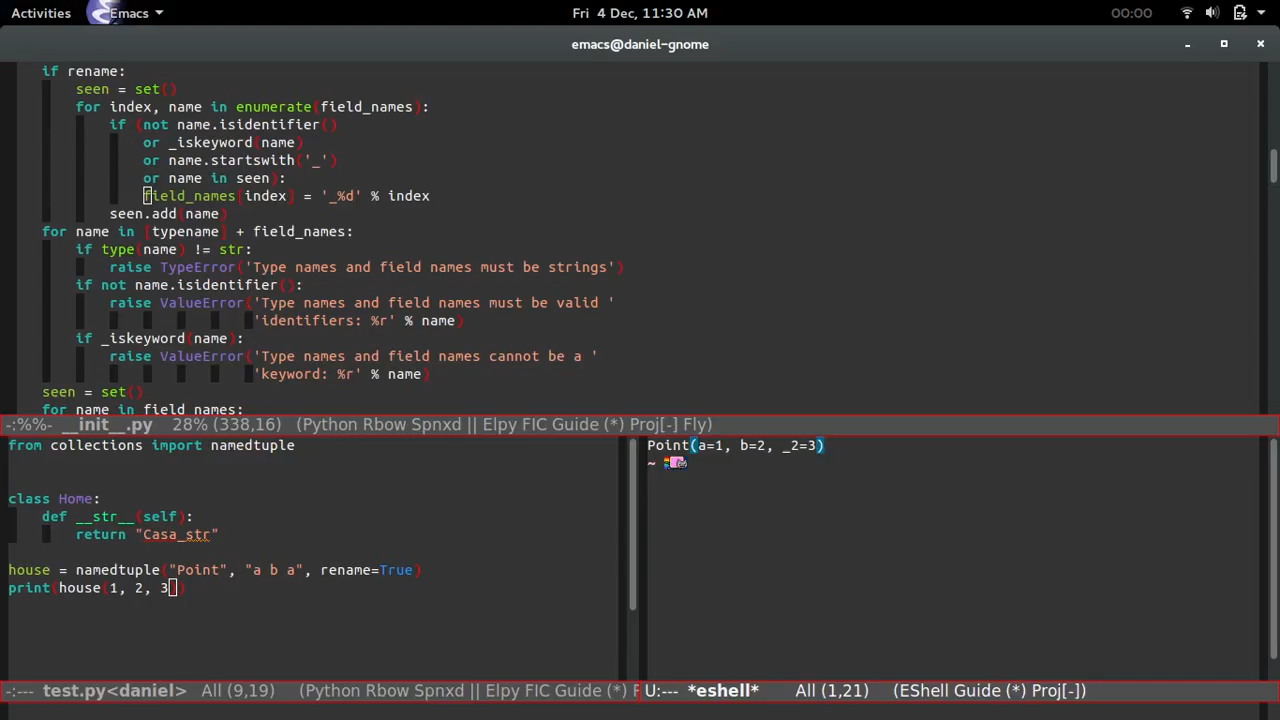 Activities Emacs Fri 4 Dec, 11:30 AM 00:00
emacs@daniel-gnome
if rename:
seen = set()
for index, name in enumerate(field_names):
if (not name.isidentifier()
or _iskeyword(name)
or name.startswith('_')
or name in seen):
field_names[index] = '_%d' % index
seen.add(name)
for name in [typename] + field_names:
if type(name) != str:
raise TypeError('Type names and field names must be strings')
if not name.isidentifier():
raise ValueError('Type names and field names must be valid '
'identifiers: %r' % name)
if _iskeyword(name):
raise ValueError('Type names and field names cannot be a '
'keyword: %r' % name)
seen = set()
for name in field_names:
-:%%- __init__.py 28% (338,16) (Python Rbow Spnxd || Elpy FIC Guide (*) Proj[-] Fly)
from collections import namedtuple
class Home:
def __str__(self):
return "Casa_str"
house = namedtuple("Point", "a b a", rename=True)
print(house(1, 2, 3))
-:--- test.py<daniel> All (9,19) (Python Rbow Spnxd || Elpy FIC Guide (*) F
Point(a=1, b=2, _2=3)
~
U:--- *eshell* All (1,21) (EShell Guide (*) Proj[-])